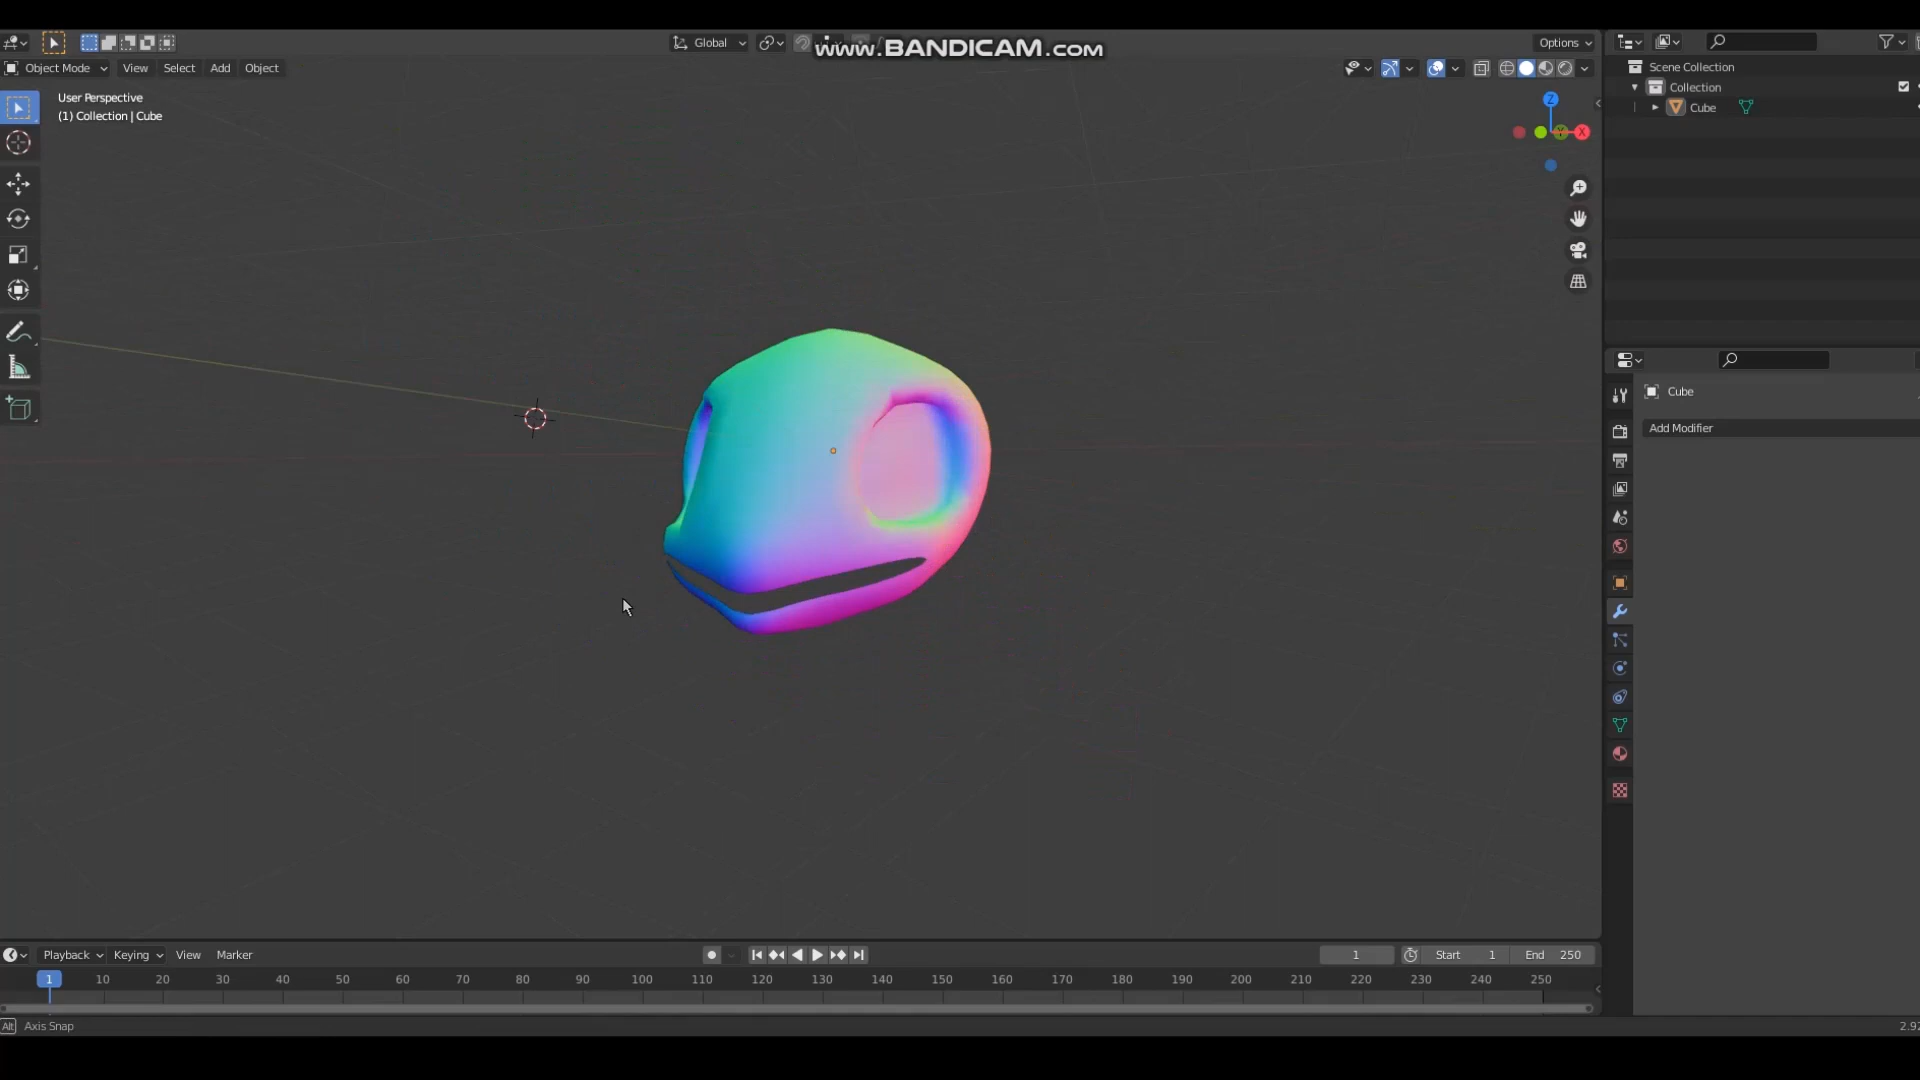 Global
www.BANDICAM.com
Options
Object Mode View Select Add Object
User Perspective
(1) Collection | Cube
Z
Y
X
Scene Collection
Collection
Cube
Cube
Add Modifier
Playback Keying View Marker
1
Start 1
End 250
1 10 20 30 40 50 60 70 80 90 100 110 120 130 140 150 160 170 180 190 200 210 220 230 240 250
Alt Axis Snap
2.92